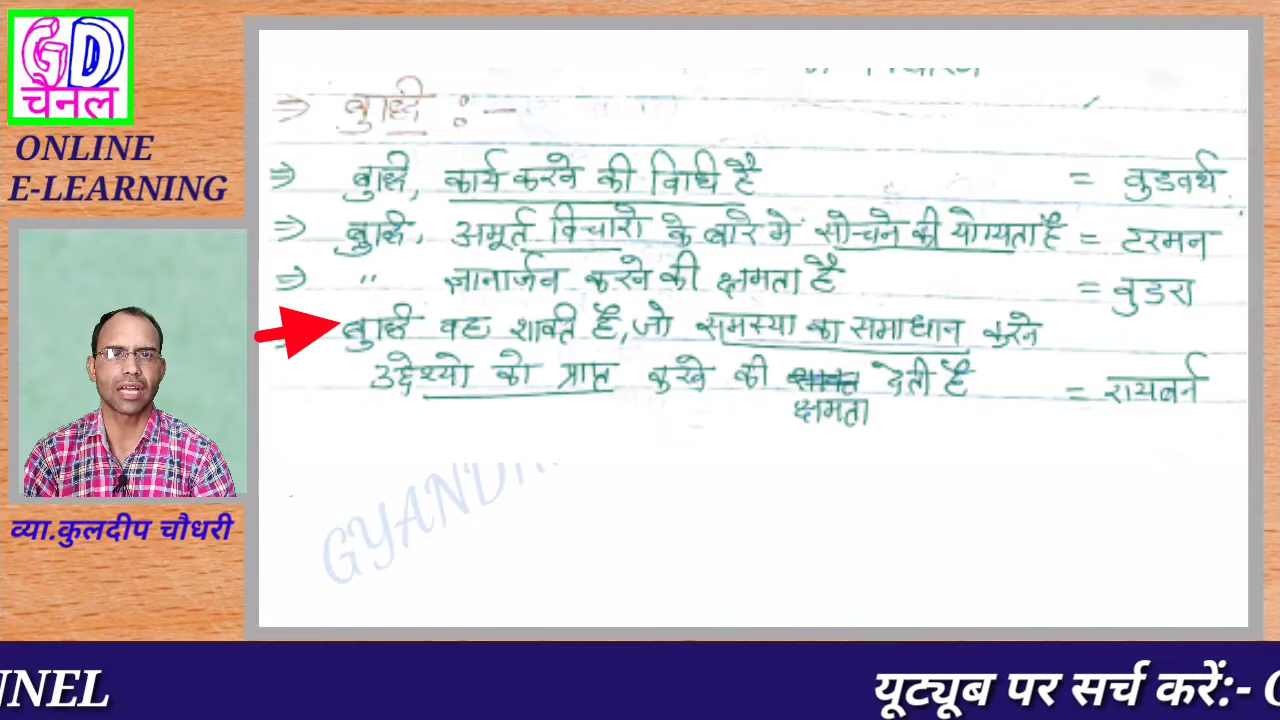 GD
चैनल
ONLINE
E-LEARNING
व्या.कुलदीप चौधरी
⇒ बुद्धि :-
⇒ बुद्धि, कार्य करने की विधि है = वुडवर्थ
⇒ बुद्धि, अमूर्त विचारो के बारे में सोचने की योग्यता है = टरमन
⇒ " ज्ञानार्जन करने की क्षमता है = वुडरा
बुद्धि वह शक्ति है, जो समस्या का समाधान करने
उद्देश्यो को प्राप्त करने की देती है = रायबर्न
क्षमता
GYAND
NNEL यूट्यूब पर सर्च करें:-